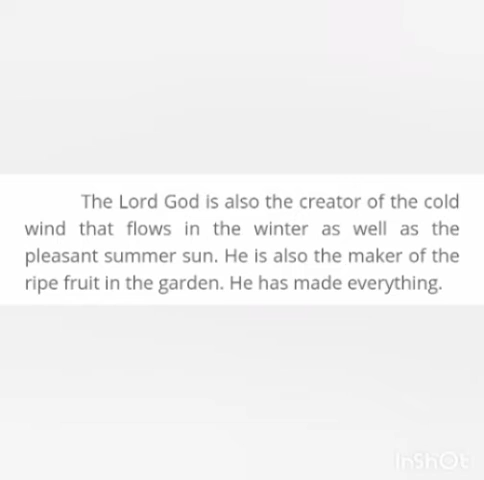 The Lord God is also the creator of the cold
wind that flows in the winter as well as the
pleasant summer sun. He is also the maker of the
ripe fruit in the garden. He has made everything.
InShOt